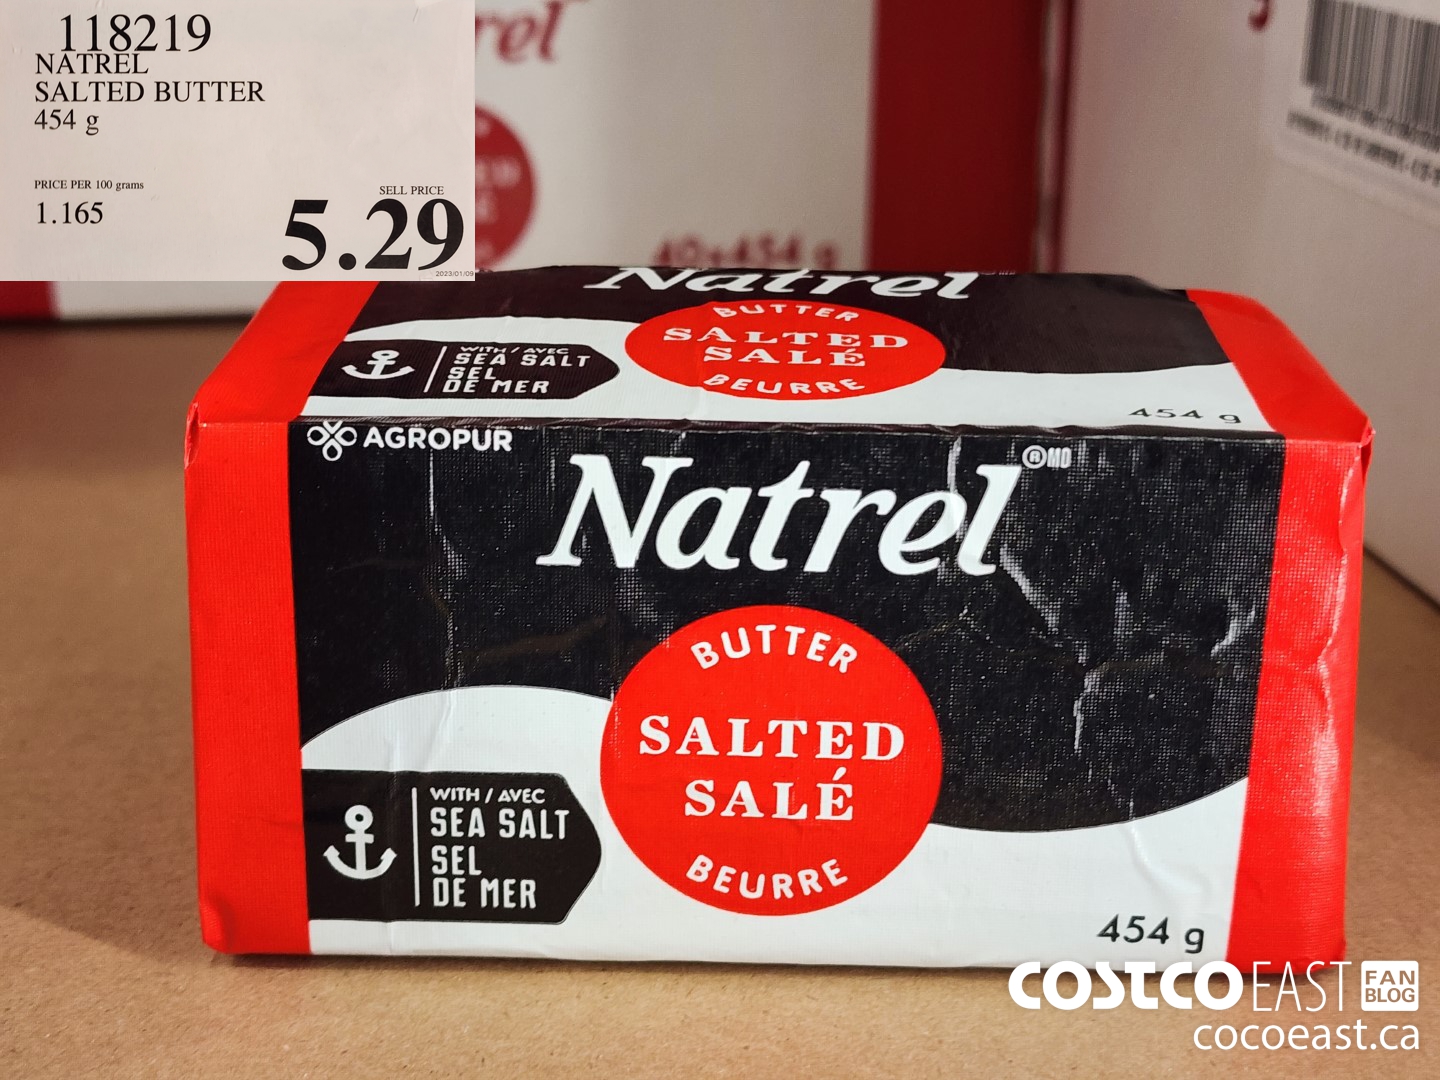 118219
NATREL
SALTED BUTTER
454 g
PRICE PER 100 grams
1.165
SELL PRICE
5.29
2023/01/09
rel
40x454 g
Natrel
BUTTER
SALTED
SALÉ
BEURRE
WITH / AVEC
SEA SALT
SEL
DE MER
454 g
AGROPUR
Natrel ®MD
BUTTER
SALTED
SALÉ
BEURRE
WITH / AVEC
SEA SALT
SEL
DE MER
454 g
COSTCO EAST FAN
BLOG
cocoeast.ca